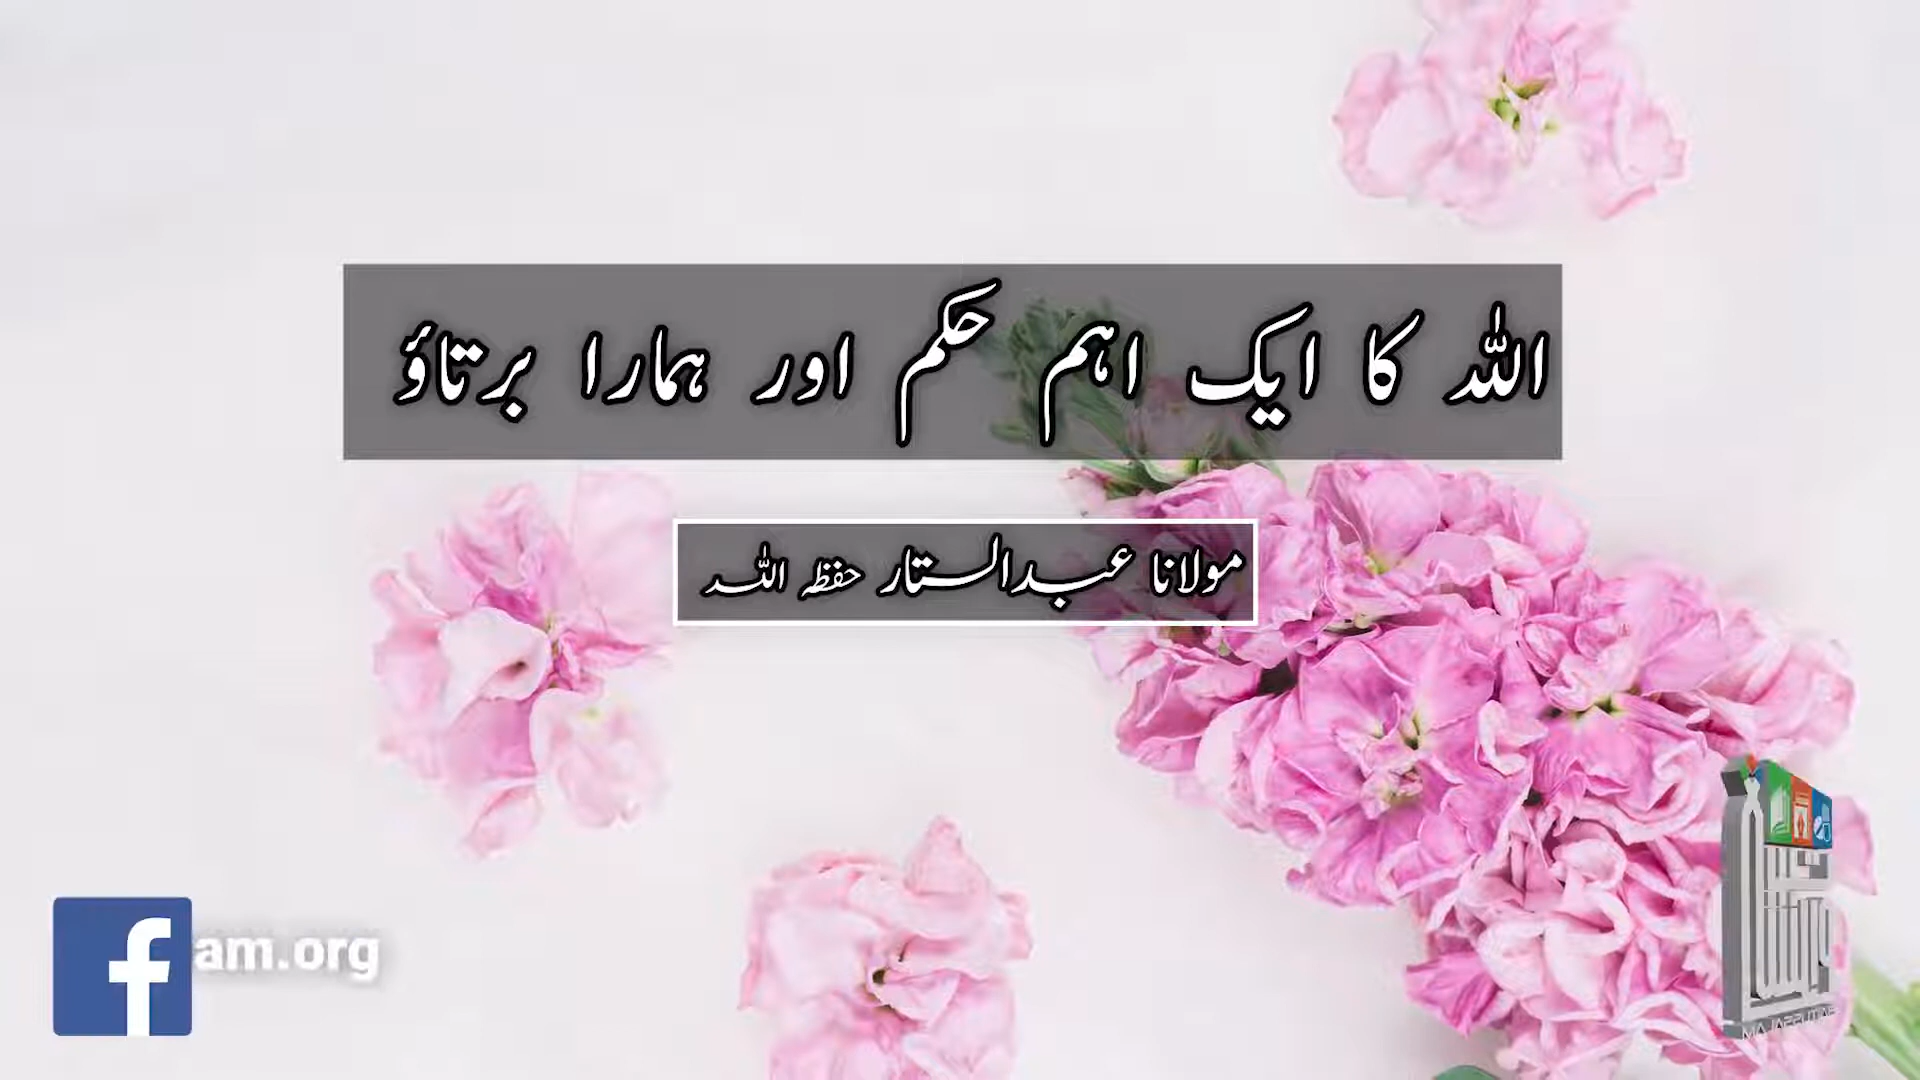 اللہ کا ایک اہم حکم اور ہمارا برتاؤ
مولانا عبدالستار حفظہ اللہ
am.org